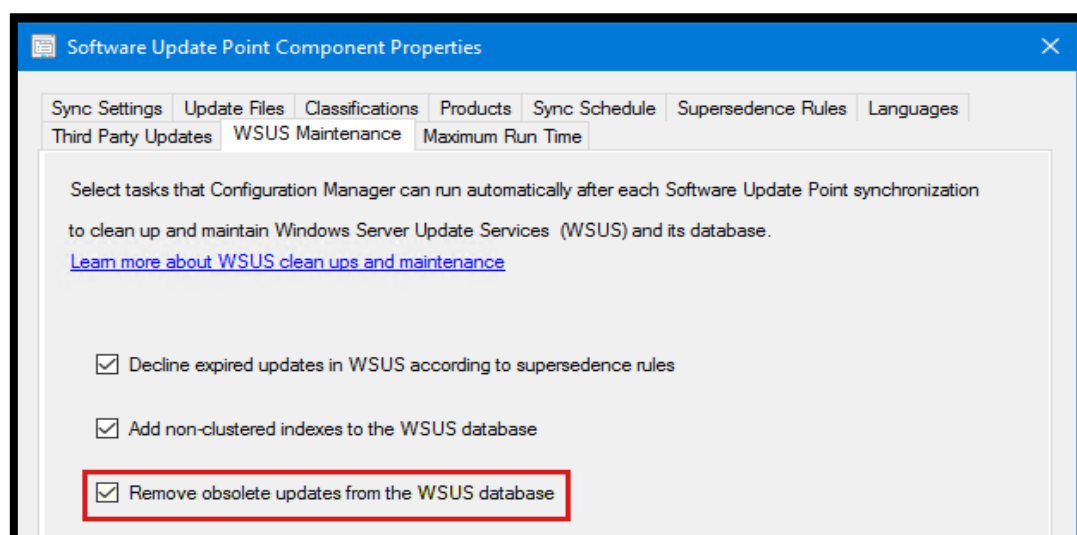 Software Update Point Component Properties
Sync Settings Update Files Classifications Products Sync Schedule Supersedence Rules Languages
Third Party Updates WSUS Maintenance Maximum Run Time
Select tasks that Configuration Manager can run automatically after each Software Update Point synchronization
to clean up and maintain Windows Server Update Services (WSUS) and its database.
Learn more about WSUS clean ups and maintenance
Decline expired updates in WSUS according to supersedence rules
Add non-clustered indexes to the WSUS database
Remove obsolete updates from the WSUS database